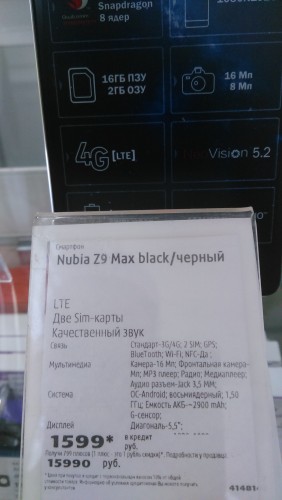 Snapdragon
8 ядер
16ГБ ПЗУ
2ГБ ОЗУ
16 Мп
8 Мп
4G [LTE]
Vision 5.2
Смартфон
Nubia Z9 Max black/черный
LTE
Две Sim-карты
Качественный звук
Связь
Стандарт-3G/4G; 2 SIM; GPS;
BlueTooth; Wi-Fi; NFC-Да ;
Мультимедиа
Камера-16 Мп; Фронтальная камера-
Мп; MP3 плеер; Радио; Медиаплеер;
Аудио разъем-Jack 3,5 ММ;
Система
ОС-Android; восьмиядерный; 1,50
ГГц; Емкость АКБ-~2900 mAh;
G-сенсор;
Дисплей
Диагональ-5,5";
1599*
в кредит
руб.
15990
руб.
41481-